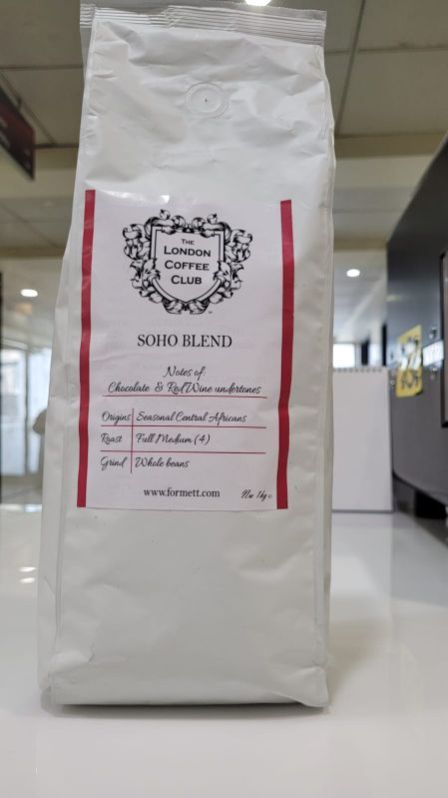 THE
LONDON
COFFEE
CLUB
SOHO BLEND
Notes of:
Chocolate & Red Wine undertones
Origins Seasonal Central Africans
Roast Full Medium (4)
Grind Whole beans
www.formett.com